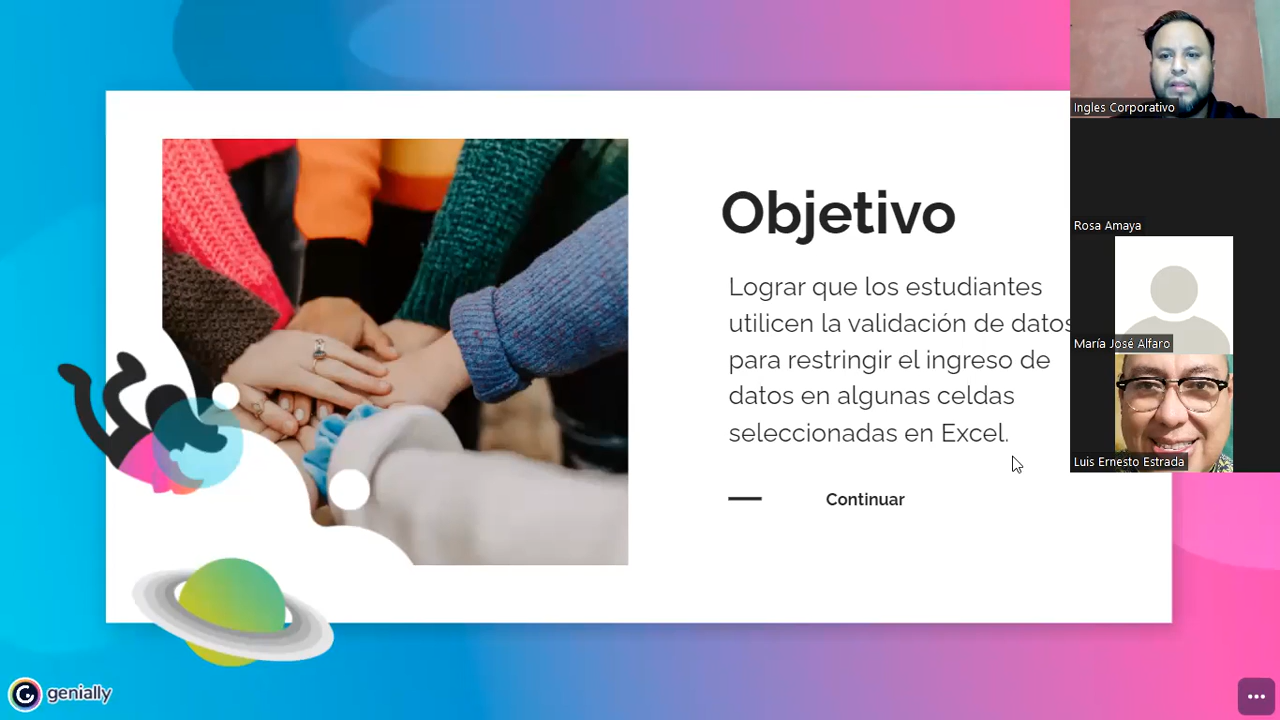 Objetivo
Lograr que los estudiantes
utilicen la validación de datos
para restringir el ingreso de
datos en algunas celdas
seleccionadas en Excel.
Continuar
Ingles Corporativo
Rosa Amaya
María José Alfaro
Luis Ernesto Estrada
genially